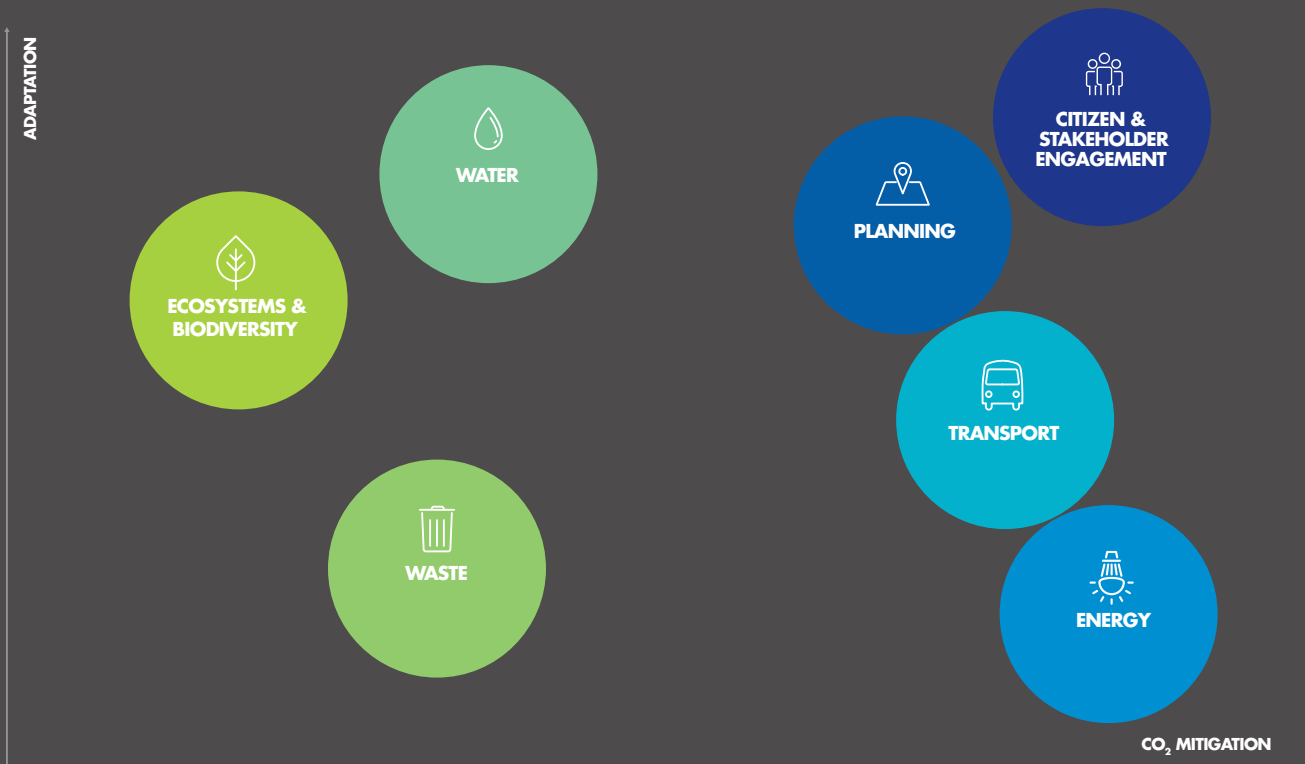 ADAPTATION
CITIZEN &
STAKEHOLDER
ENGAGEMENT
WATER
PLANNING
ECOSYSTEMS &
BIODIVERSITY
TRANSPORT
WASTE
ENERGY
CO₂ MITIGATION